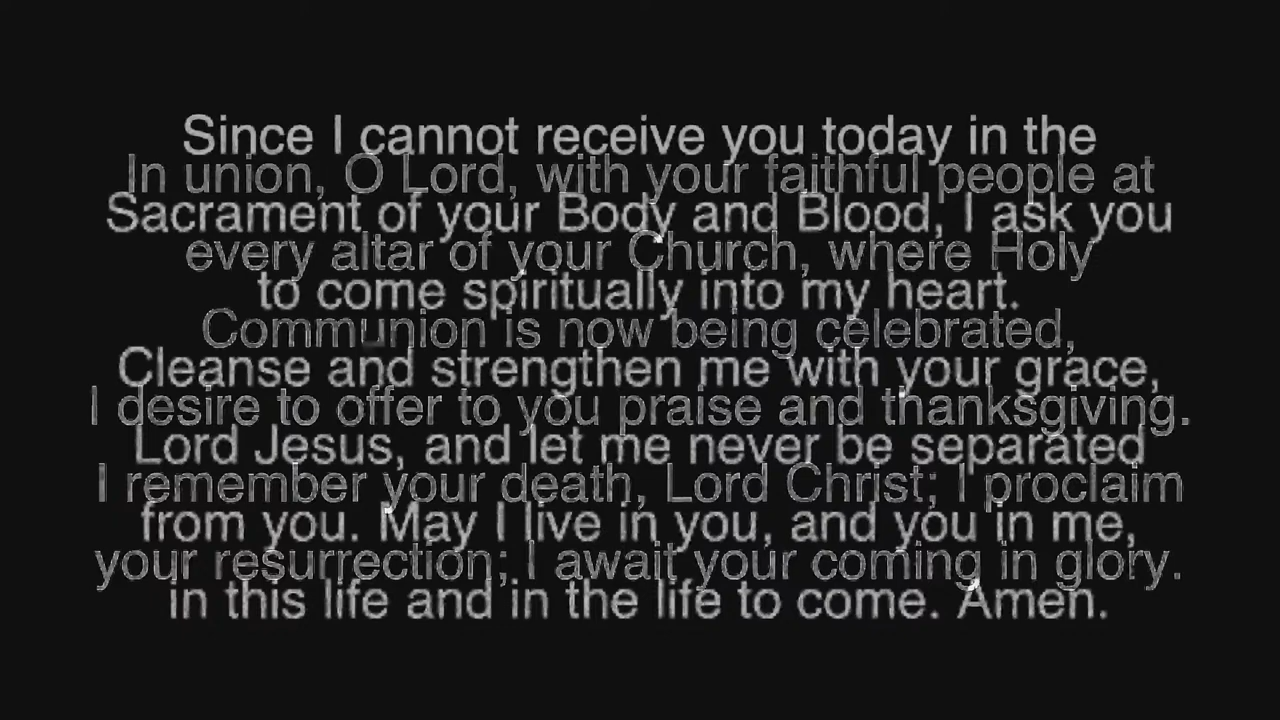 Since I cannot receive you today in the
In union, O Lord, with your faithful people at
Sacrament of your Body and Blood, I ask you
every altar of your Church, where Holy
to come spiritually into my heart.
Communion is now being celebrated,
Cleanse and strengthen me with your grace,
I desire to offer to you praise and thanksgiving.
Lord Jesus, and let me never be separated
I remember your death, Lord Christ; I proclaim
from you. May I live in you, and you in me,
your resurrection; I await your coming in glory.
in this life and in the life to come. Amen.